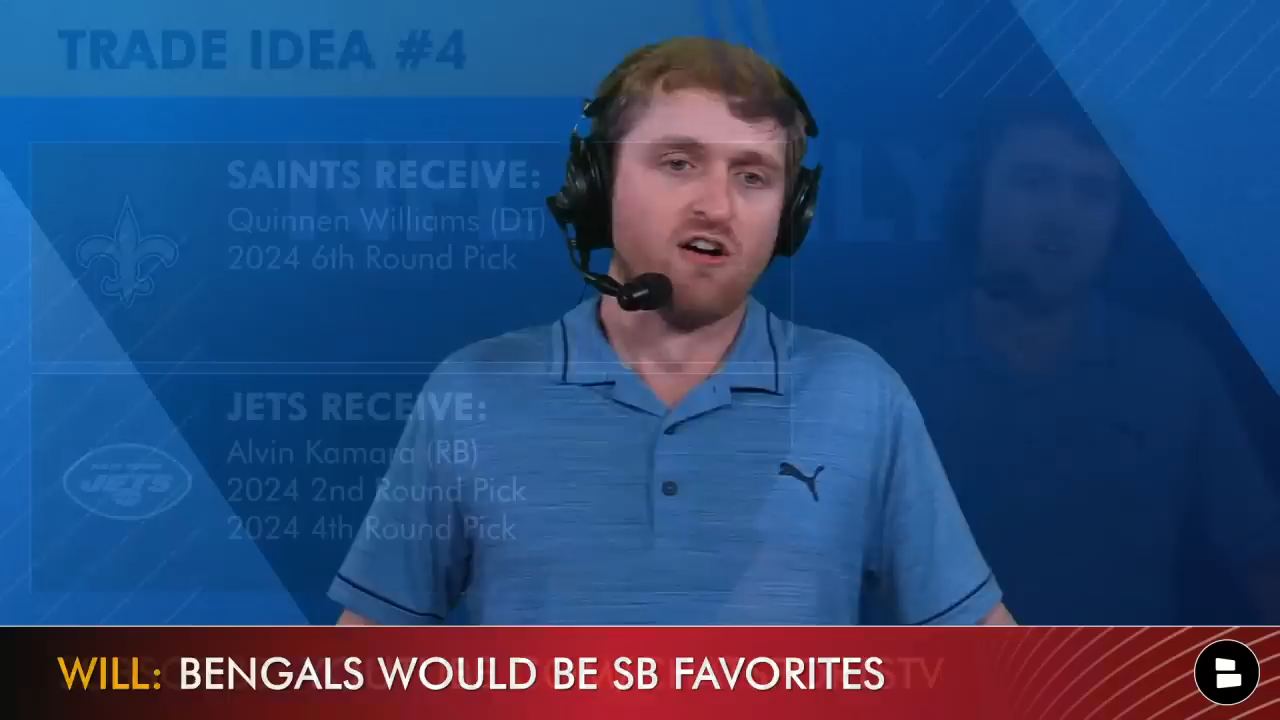 TRADE IDEA #4
SAINTS RECEIVE:
Quinnen Williams (DT)
2024 6th Round Pick
JETS RECEIVE:
JETS
Alvin Kamara (RB)
2024 2nd Round Pick
2024 4th Round Pick
WILL: BENGALS WOULD BE SB FAVORITES